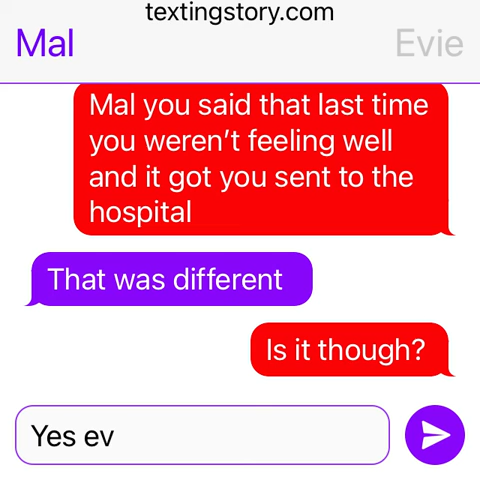 textingstory.com
Mal
Evie
Mal you said that last time
you weren’t feeling well
and it got you sent to the
hospital
That was different
Is it though?
Yes ev